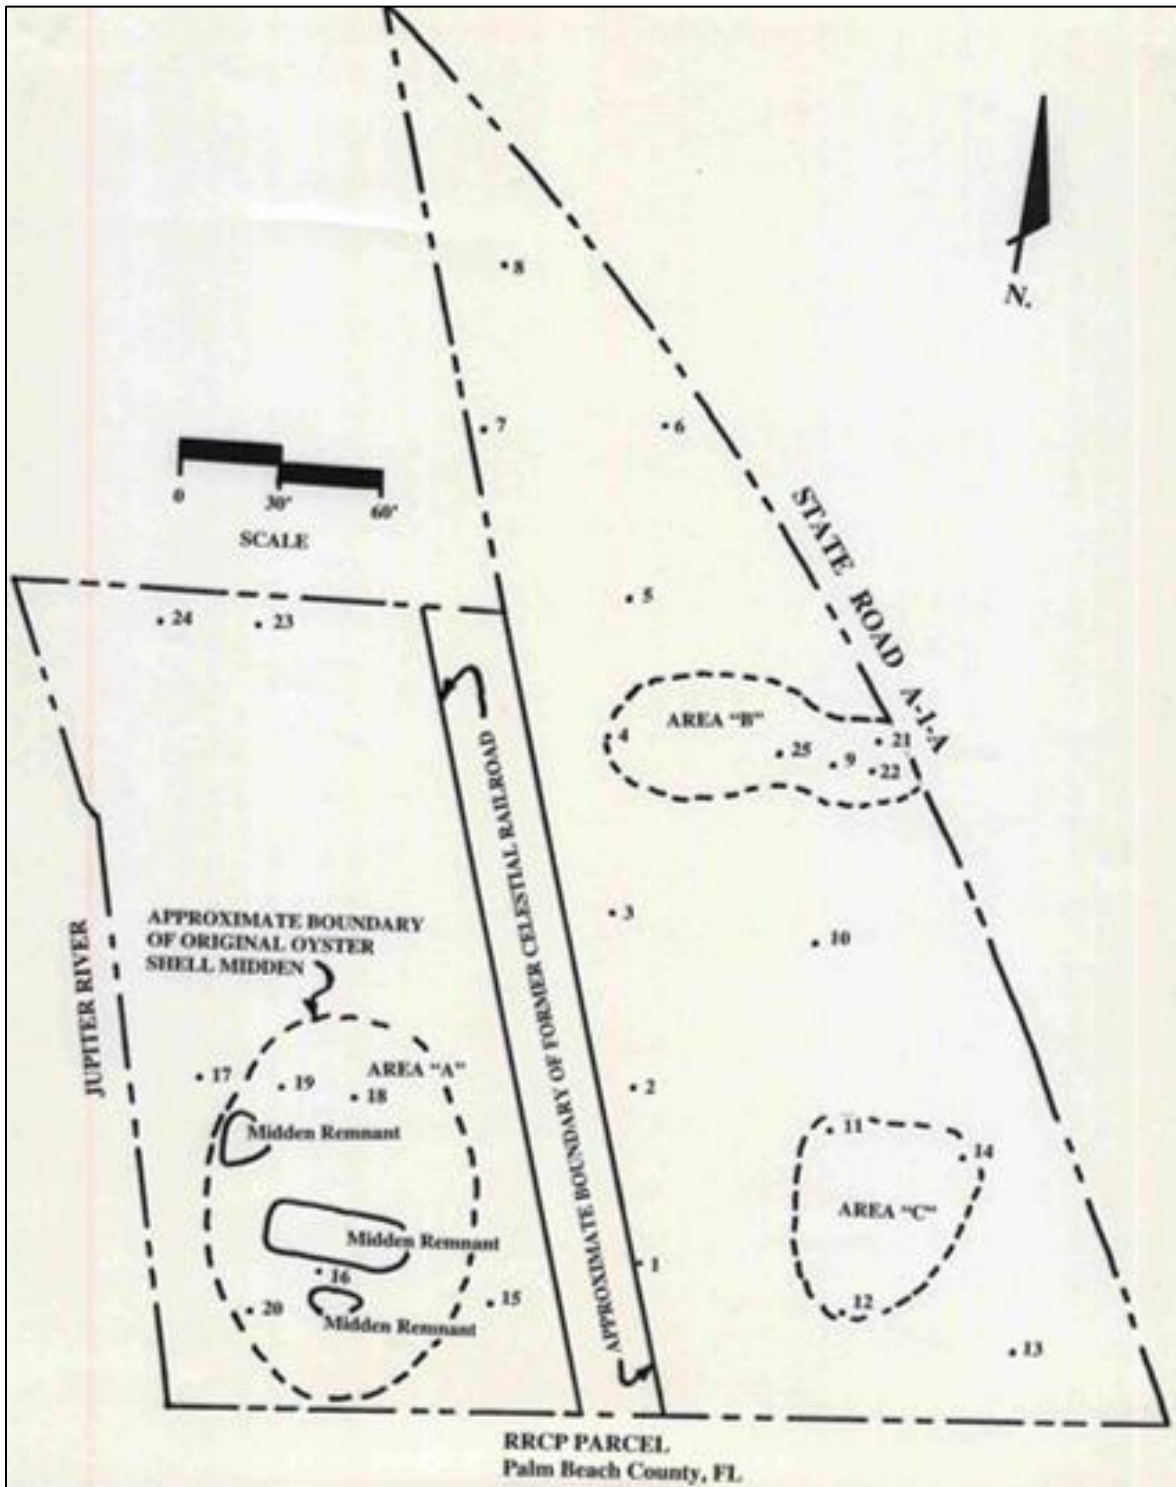 8
N.
7
6
0 30' 60'
SCALE
STATE ROAD A-1-A
5
24
23
AREA "B"
4
25
9
21
22
APPROXIMATE BOUNDARY OF FORMER CELESTIAL RAILROAD
3
10
APPROXIMATE BOUNDARY
OF ORIGINAL OYSTER
SHELL MIDDEN
JUPITER RIVER
17
19
AREA "A"
18
2
Midden Remnant
11
14
AREA "C"
Midden Remnant
16
1
20
15
12
Midden Remnant
13
RRCP PARCEL
Palm Beach County, FL